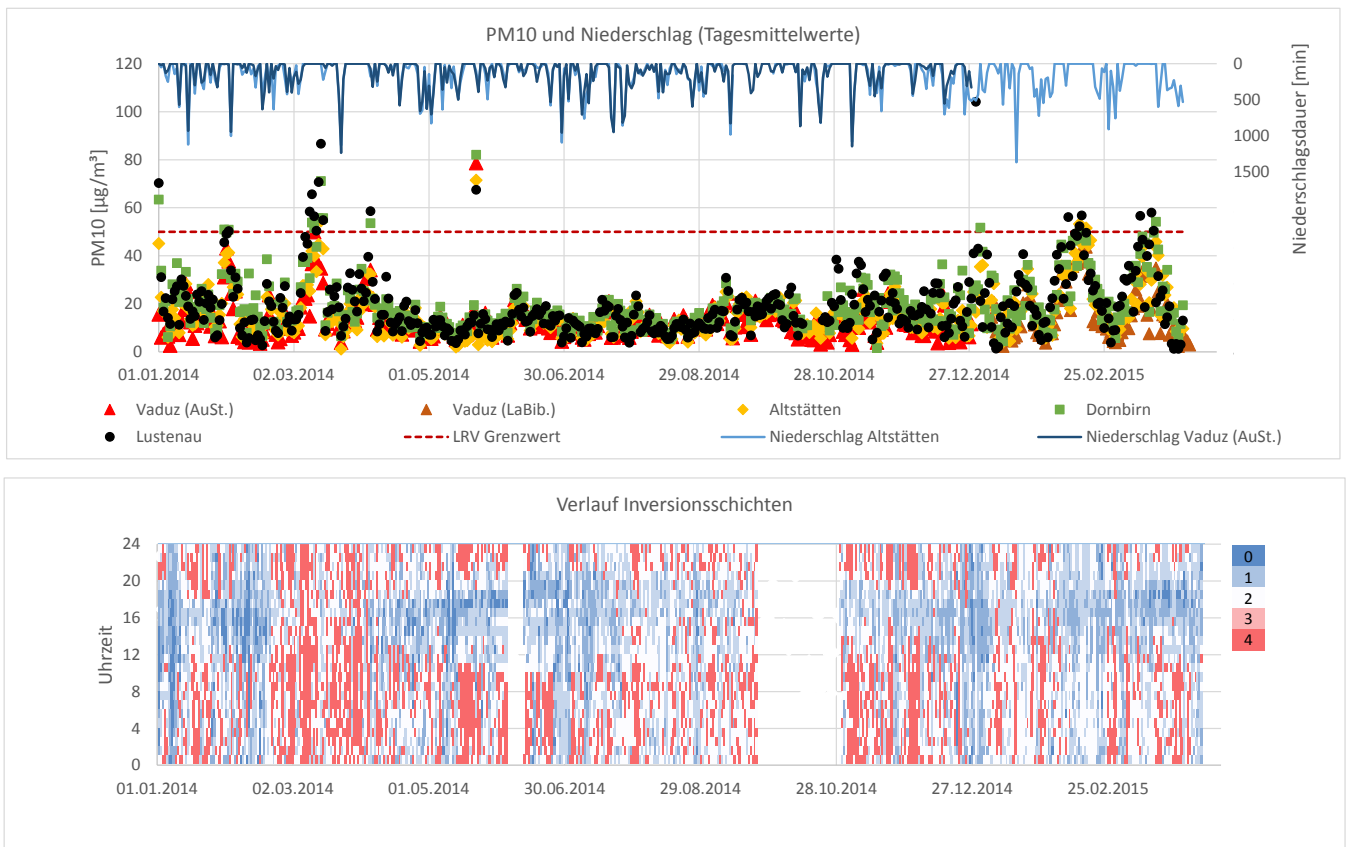 PM10 und Niederschlag (Tagesmittelwerte)
PM10 [µg/m³]
120
100
80
60
40
20
0
0
500
1000
1500
Niederschlagsdauer [min]
01.01.2014 02.03.2014 01.05.2014 30.06.2014 29.08.2014 28.10.2014 27.12.2014 25.02.2015
Vaduz (AuSt.) Vaduz (LaBib.) Altstätten Dornbirn
Lustenau LRV Grenzwert Niederschlag Altstätten Niederschlag Vaduz (AuSt.)
Verlauf Inversionsschichten
Uhrzeit
24
20
16
12
8
4
0
0
1
2
3
4
01.01.2014 02.03.2014 01.05.2014 30.06.2014 29.08.2014 28.10.2014 27.12.2014 25.02.2015